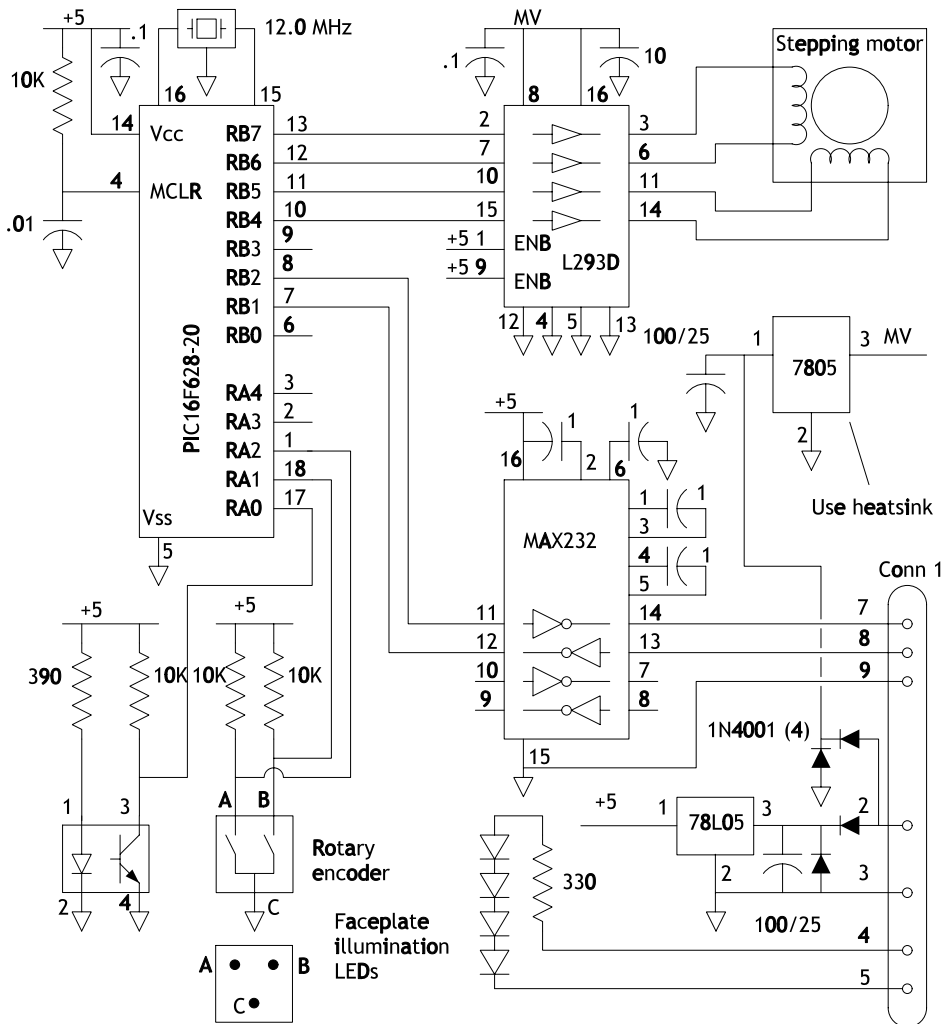 +5
.1
12.0 MHz
10K
16
15
14
Vcc
4
MCLR
.01
RB7
13
RB6
12
RB5
11
RB4
10
RB3
9
RB2
8
RB1
7
RB0
6
RA4
3
RA3
2
RA2
1
RA1
18
RA0
17
PIC16F628-20
Vss
5
MV
.1
10
8
16
2
7
10
15
+5 1
ENB
+5 9
ENB
L293D
3
6
11
14
12
4
5
13
Stepping motor
100/25
1
7805
3
MV
2
Use heatsink
+5
1
1
16
2
6
MAX232
1
1
3
4
1
5
11
14
12
13
10
7
9
8
15
Conn 1
7
8
9
1N4001 (4)
+5
1
78L05
3
2
2
3
100/25
330
4
5
+5
390
10K
1
3
2
4
+5
10K
10K
A
B
C
Rotary
encoder
A
B
C
Faceplate
illumination
LEDs